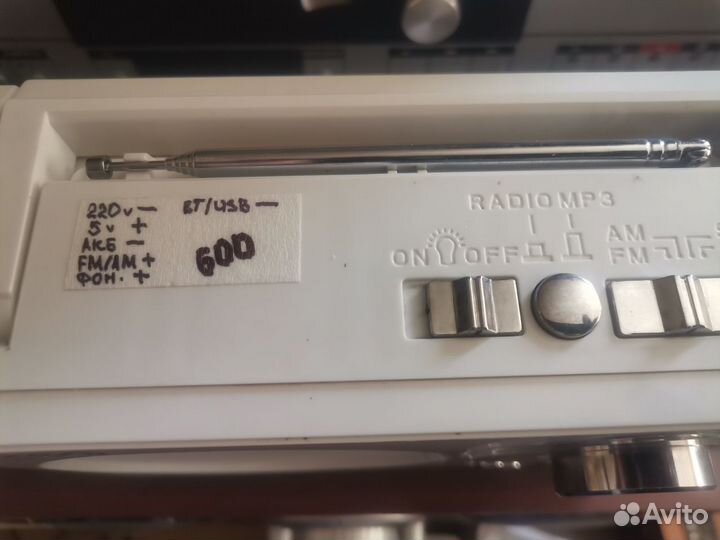 220v — BT/USB —
5v +
АКБ —
FM/AM +
ФОН. +
600
RADIO MP3
ON OFF
AM
FM
Avito